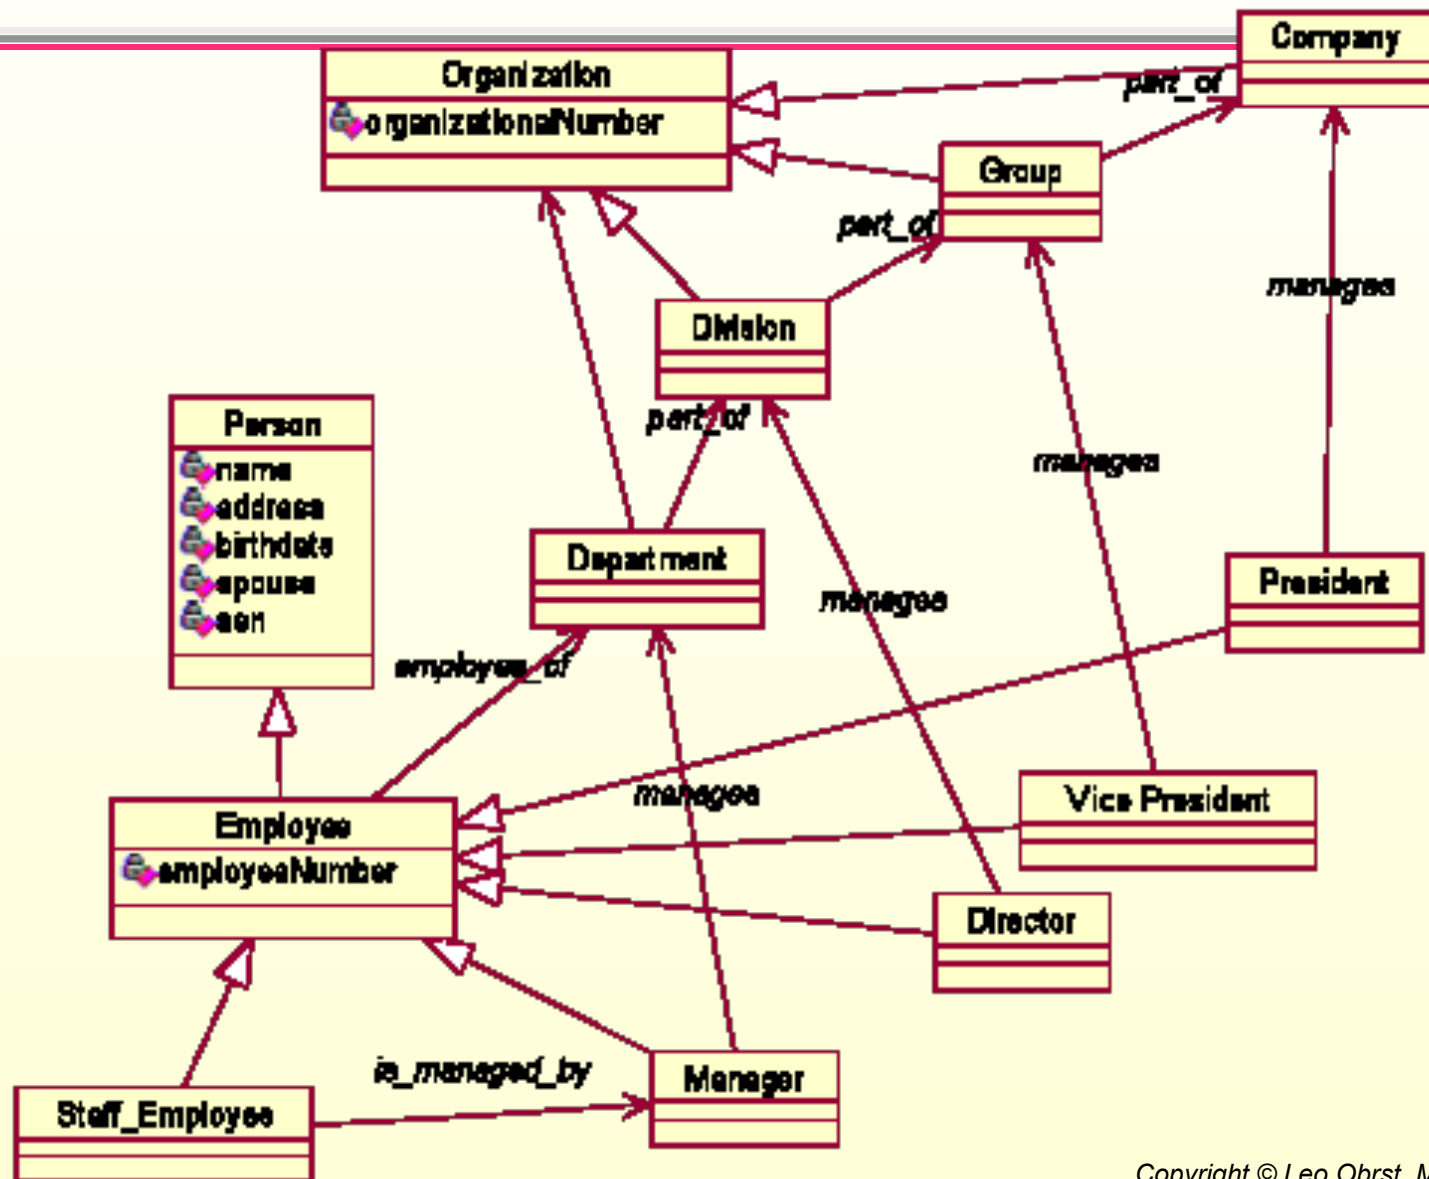 Company
Organization
organizationalNumber
part_of
Group
part_of
manages
Division
part_of
Person
name
address
birthdate
spouse
ssn
manages
Department
manages
President
employee_of
manages
Vice President
Employee
employeeNumber
Director
is_managed_by
Manager
Staff_Employee
Copyright © Leo Obrst, M